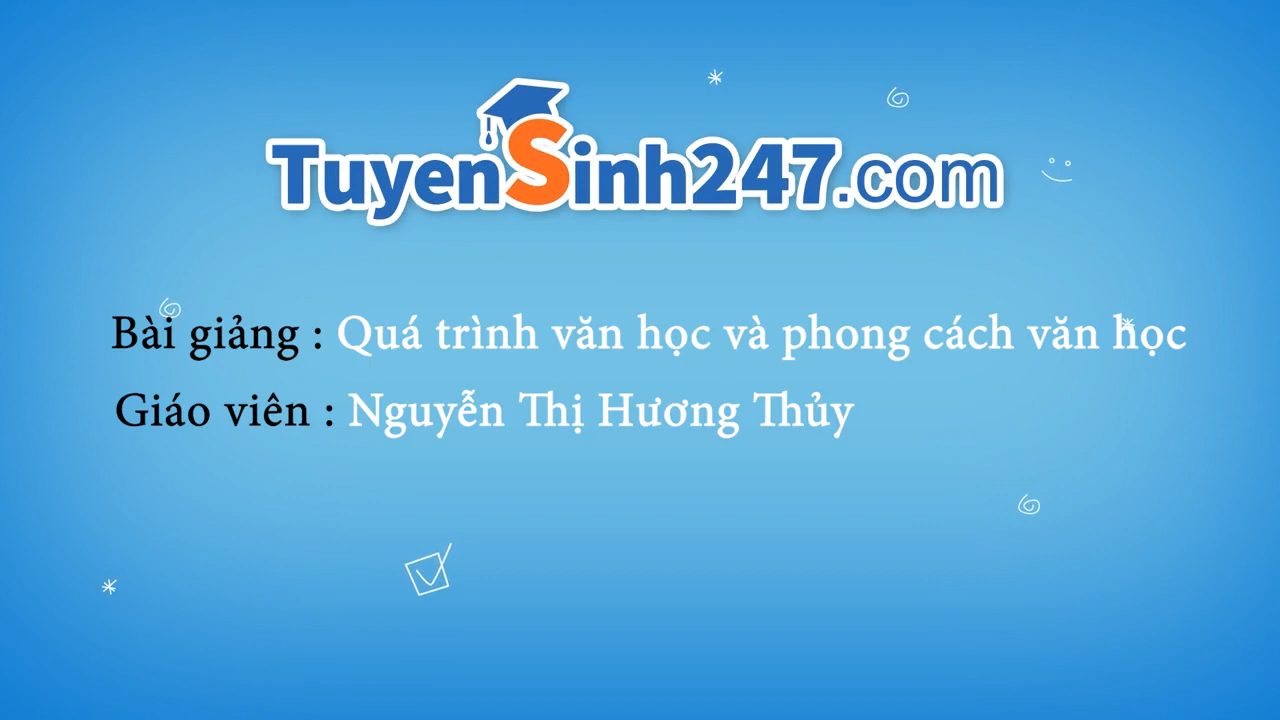 TuyenSinh247.com
Bài giảng : Quá trình văn học và phong cách văn học
Giáo viên : Nguyễn Thị Hương Thủy